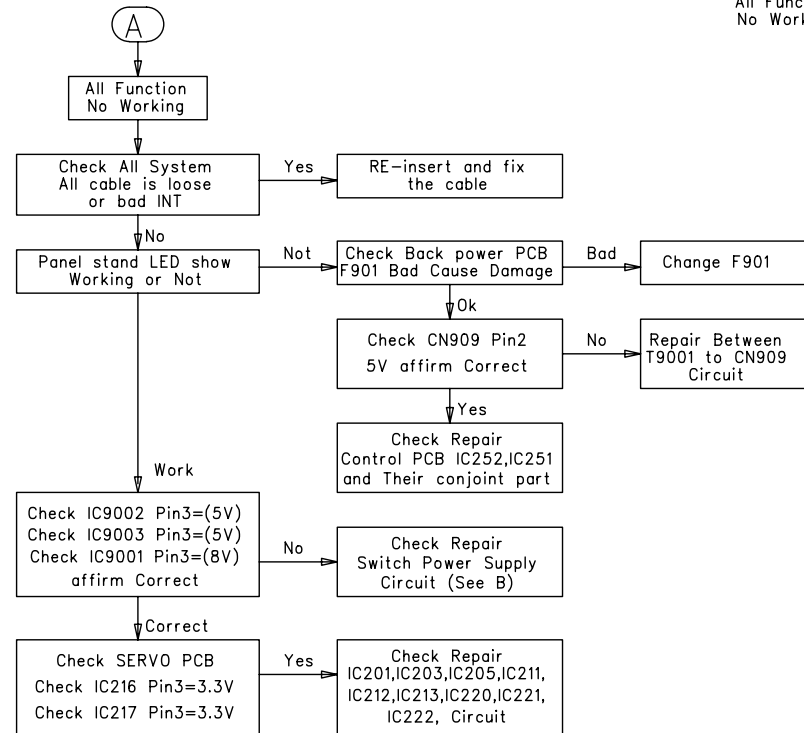 All Func
No Work
A
All Function
No Working
Check All System
All cable is loose
or bad INT
Yes
RE-insert and fix
the cable
No
Panel stand LED show
Working or Not
Not
Check Back power PCB
F901 Bad Cause Damage
Bad
Change F901
Ok
Check CN909 Pin2
5V affirm Correct
No
Repair Between
T9001 to CN909
Circuit
Yes
Check Repair
Control PCB IC252,IC251
and Their conjoint part
Work
Check IC9002 Pin3=(5V)
Check IC9003 Pin3=(5V)
Check IC9001 Pin3=(8V)
affirm Correct
No
Check Repair
Switch Power Supply
Circuit (See B)
Correct
Check SERVO PCB
Check IC216 Pin3=3.3V
Check IC217 Pin3=3.3V
Yes
Check Repair
IC201,IC203,IC205,IC211,
IC212,IC213,IC220,IC221,
IC222, Circuit